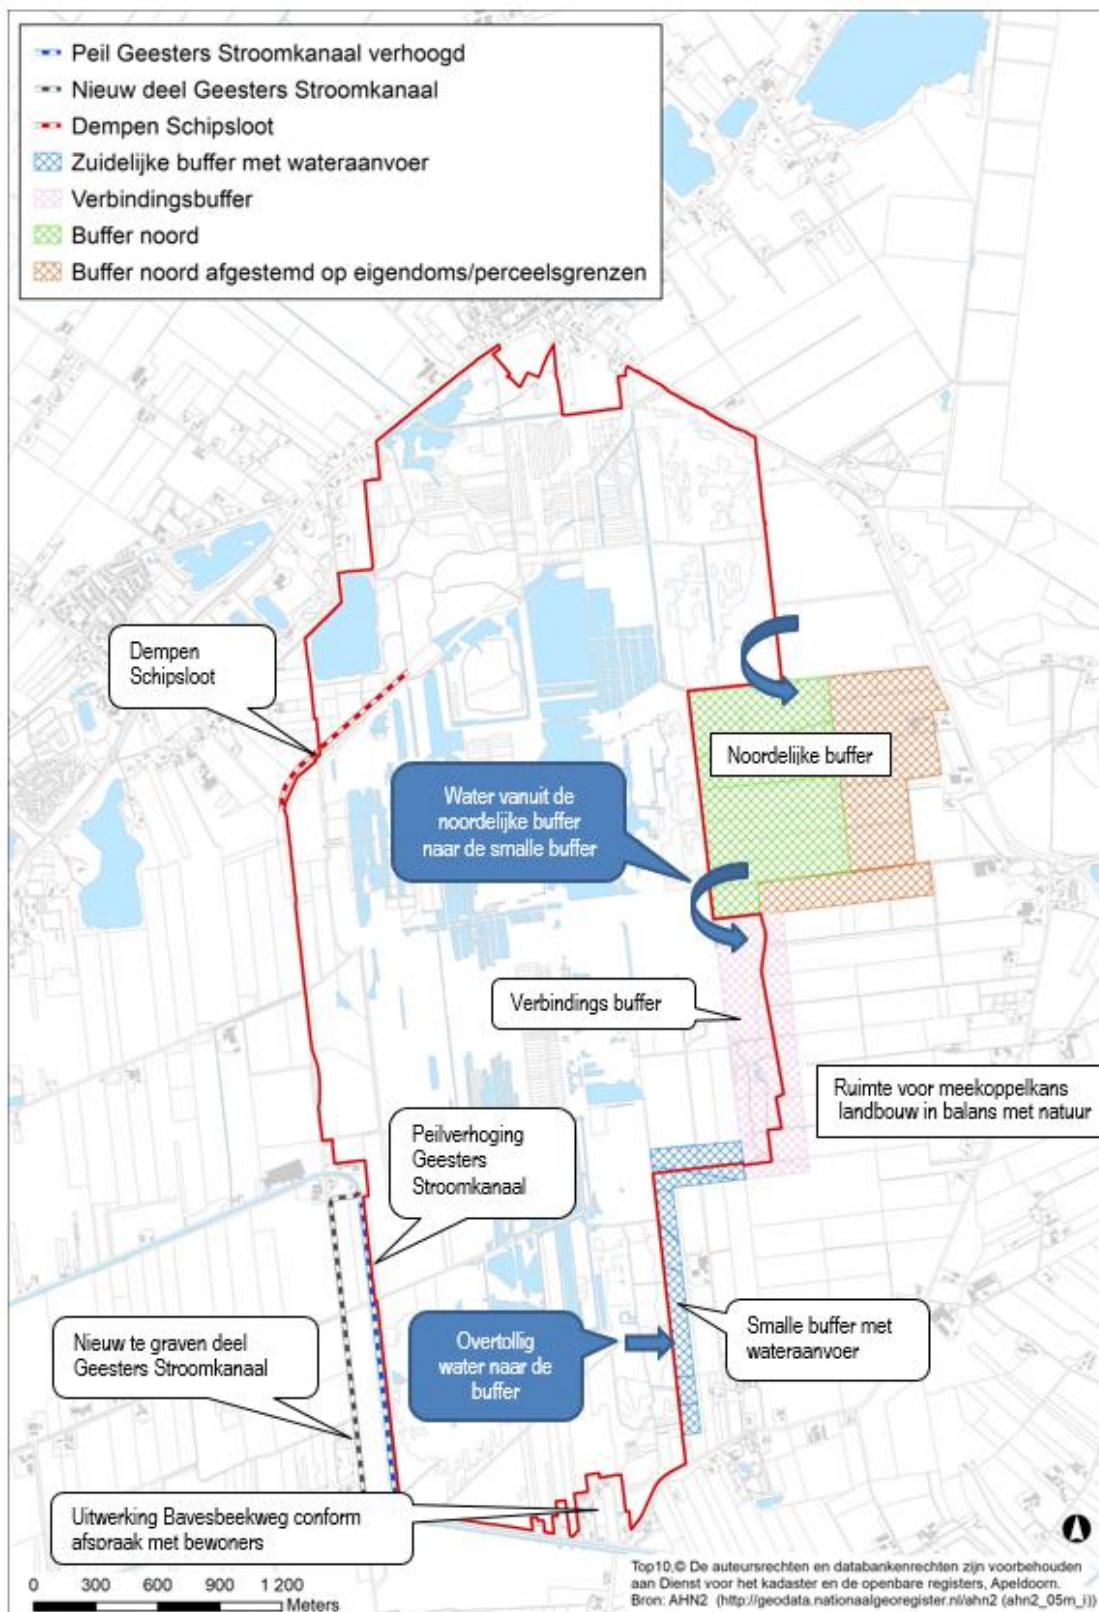 Peil Geesters Stroomkanaal verhoogd
Nieuw deel Geesters Stroomkanaal
Dempen Schipsloot
Zuidelijke buffer met wateraanvoer
Verbindingsbuffer
Buffer noord
Buffer noord afgestemd op eigendoms/perceelsgrenzen
Dempen
Schipsloot
Noordelijke buffer
Water vanuit de
noordelijke buffer
naar de smalle buffer
Verbindings buffer
Ruimte voor meekoppelkans
landbouw in balans met natuur
Peilverhoging
Geesters
Stroomkanaal
Nieuw te graven deel
Geesters Stroomkanaal
Overtollig
water naar de
buffer
Smalle buffer met
wateraanvoer
Uitwerking Bavesbeekweg conform
afspraak met bewoners
0 300 600 900 1 200
Meters
Top10,© De auteursrechten en databankenrechten zijn voorbehouden
aan Dienst voor het kadaster en de openbare registers, Apeldoorn.
Bron: AHN2 (http://geodata.nationaalgeoregister.nl/ahn2 (ahn2_05m_i))